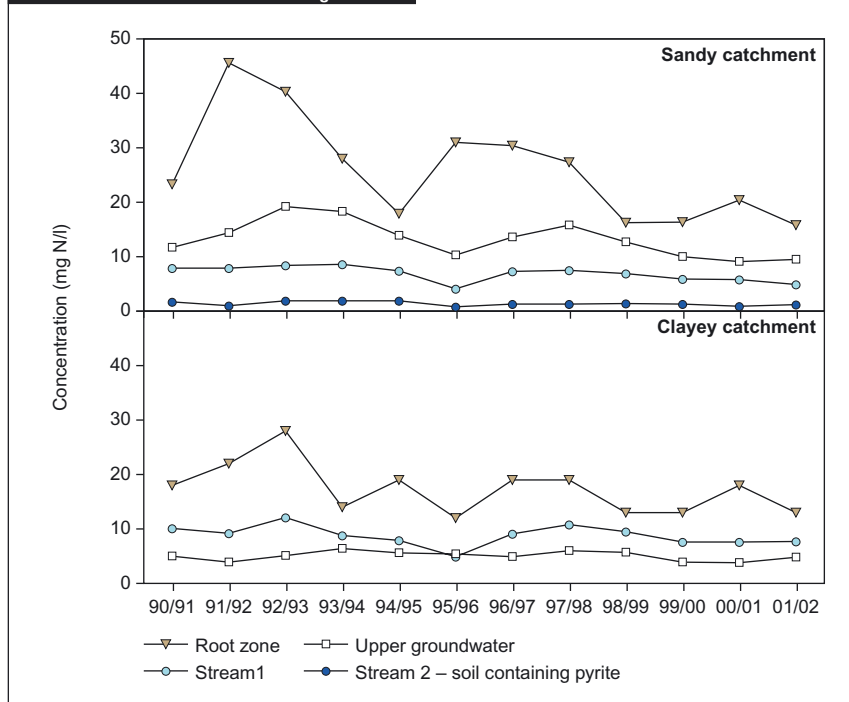 50
Sandy catchment
40
30
20
10
0
Concentration (mg N/l)
Clayey catchment
40
30
20
10
0
90/91 91/92 92/93 93/94 94/95 95/96 96/97 97/98 98/99 99/00 00/01 01/02
Root zone Upper groundwater
Stream1 Stream 2 – soil containing pyrite